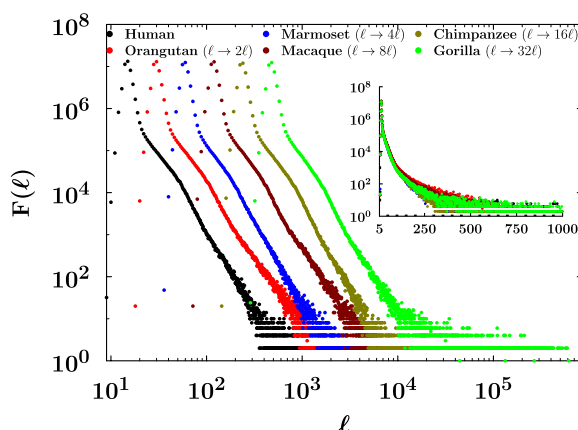 Human
Marmoset (ℓ → 4ℓ)
Chimpanzee (ℓ → 16ℓ)
Orangutan (ℓ → 2ℓ)
Macaque (ℓ → 8ℓ)
Gorilla (ℓ → 32ℓ)
F(ℓ)
10^8
10^6
10^4
10^2
10^0
10^1
10^2
10^3
10^4
10^5
ℓ
10^8
10^6
10^4
10^2
10^0
5
250
500
750
1000